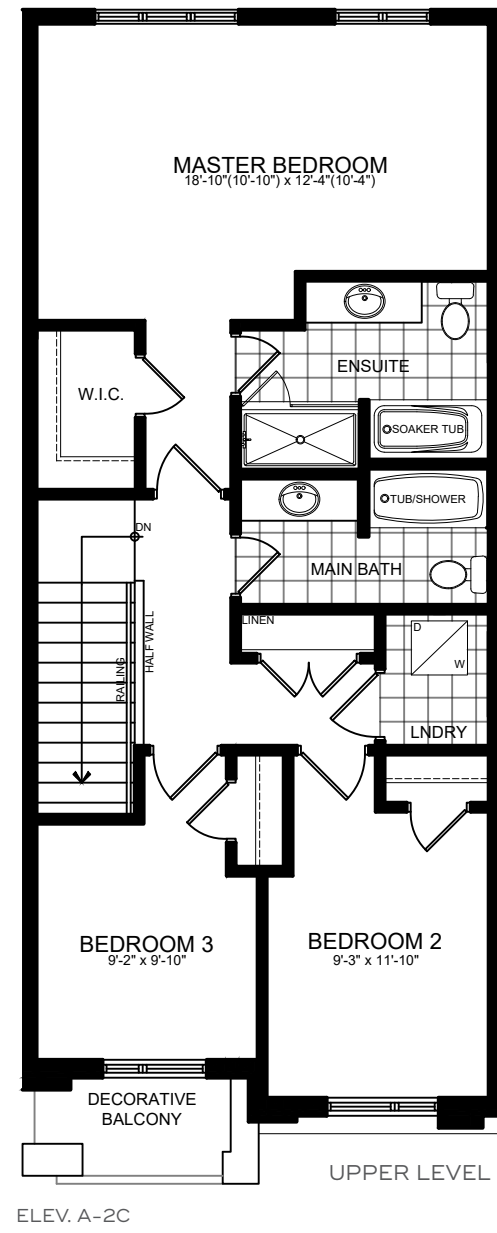 MASTER BEDROOM
18'-10"(10'-10") x 12'-4"(10'-4")
ENSUITE
W.I.C.
SOAKER TUB
TUB/SHOWER
DN
MAIN BATH
LINEN
HALF WALL
RAILING
D
W
LNDRY
BEDROOM 3
9'-2" x 9'-10"
BEDROOM 2
9'-3" x 11'-10"
DECORATIVE
BALCONY
UPPER LEVEL
ELEV. A-2C